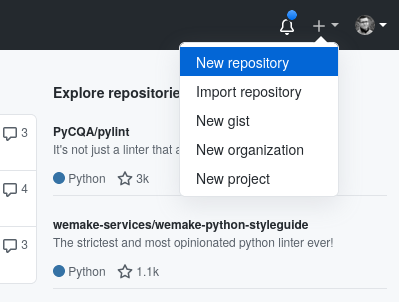 New repository
Import repository
New gist
New organization
New project
Explore repositorie
PyCQA/pylint
It's not just a linter that a
Python 3k
wemake-services/wemake-python-styleguide
The strictest and most opinionated python linter ever!
Python 1.1k
3
4
3